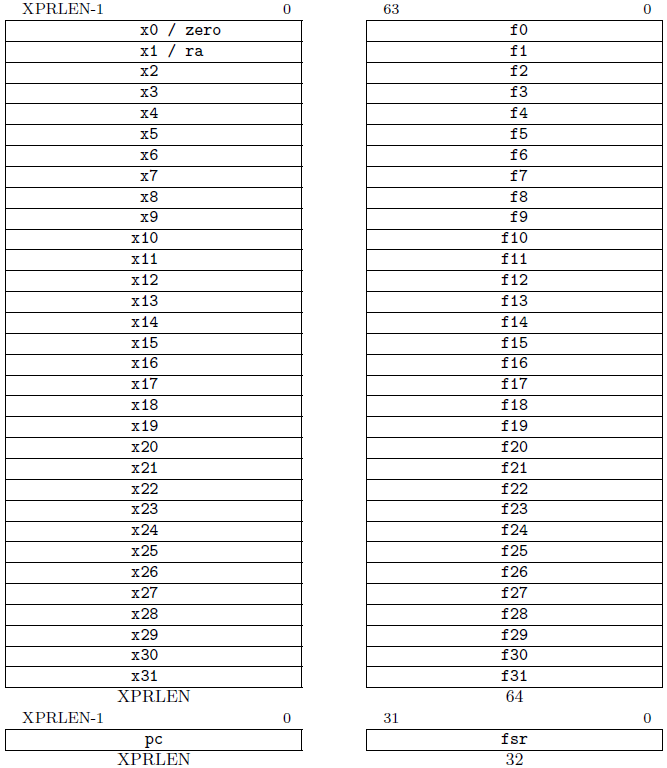 XPRLEN-1 0 63 0
x0 / zero f0
x1 / ra f1
x2 f2
x3 f3
x4 f4
x5 f5
x6 f6
x7 f7
x8 f8
x9 f9
x10 f10
x11 f11
x12 f12
x13 f13
x14 f14
x15 f15
x16 f16
x17 f17
x18 f18
x19 f19
x20 f20
x21 f21
x22 f22
x23 f23
x24 f24
x25 f25
x26 f26
x27 f27
x28 f28
x29 f29
x30 f30
x31 f31
XPRLEN 64
XPRLEN-1 0 31 0
pc fsr
XPRLEN 32